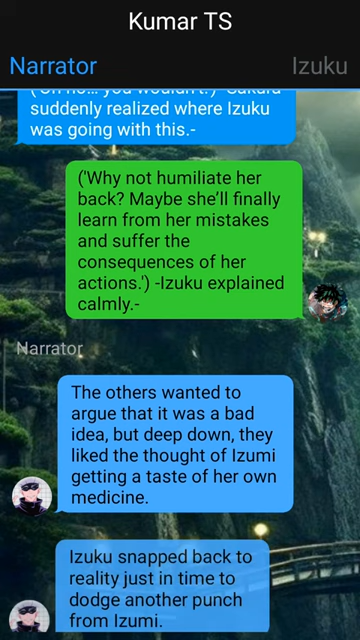 Kumar TS
Narrator
Izuku
('Oh no... you wouldn't.') -Sakura
suddenly realized where Izuku
was going with this.-
('Why not humiliate her
back? Maybe she'll finally
learn from her mistakes
and suffer the
consequences of her
actions.') -Izuku explained
calmly.-
Narrator
The others wanted to
argue that it was a bad
idea, but deep down, they
liked the thought of Izumi
getting a taste of her own
medicine.
Izuku snapped back to
reality just in time to
dodge another punch
from Izumi.